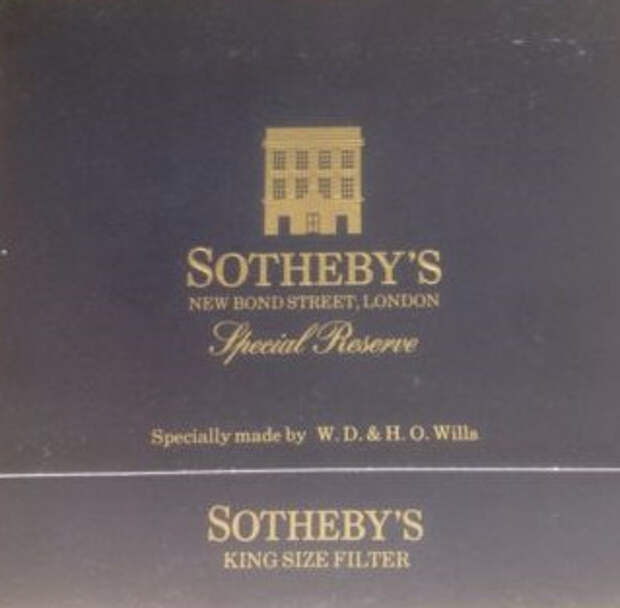 SOTHEBY'S
NEW BOND STREET, LONDON
Special Reserve
Specially made by W. D. & H. O. Wills
SOTHEBY'S
KING SIZE FILTER